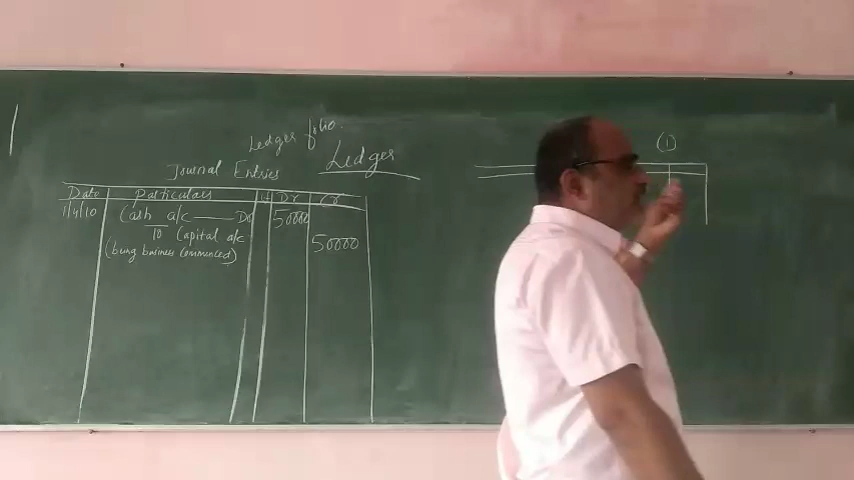 Ledger folio.
Journal Entries
Ledger
Date Particulars lf Dr Cr
1/4/10 Cash a/c —— Dr 50000
To Capital a/c 50000
(being business Commenced)
(1)